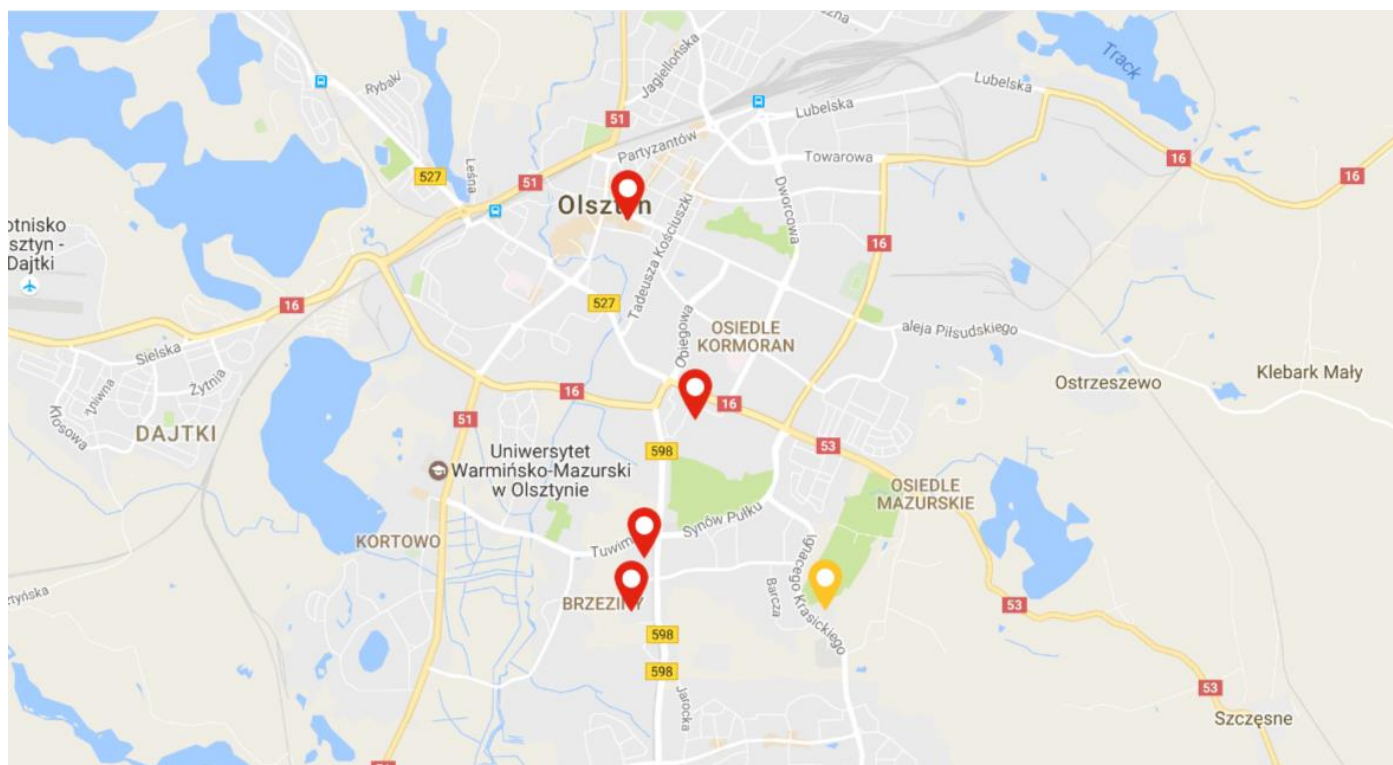 Track
Lubelska
Lubelska
Jagiellońska
Rybaki
51
Partyzantów
Towarowa
16
16
527
Leśna
51
Olsztyn
Dworcowa
otnisko
sztyn -
Dajtki
16
Tadeusza Kościuszki
16
527
Obiegowa
OSIEDLE
KORMORAN
aleja Piłsudskiego
Sielska
Żytnia
Kłosowa
Ostrzeszewo
Klebark Mały
16
16
51
DAJTKI
53
598
Uniwersytet
Warmińsko-Mazurski
w Olsztynie
OSIEDLE
MAZURSKIE
Synów Pułku
Tuwima
KORTOWO
Ignacego Krasickiego
Barcza
BRZEZINY
53
598
598
Jarocka
53
Szczęsne